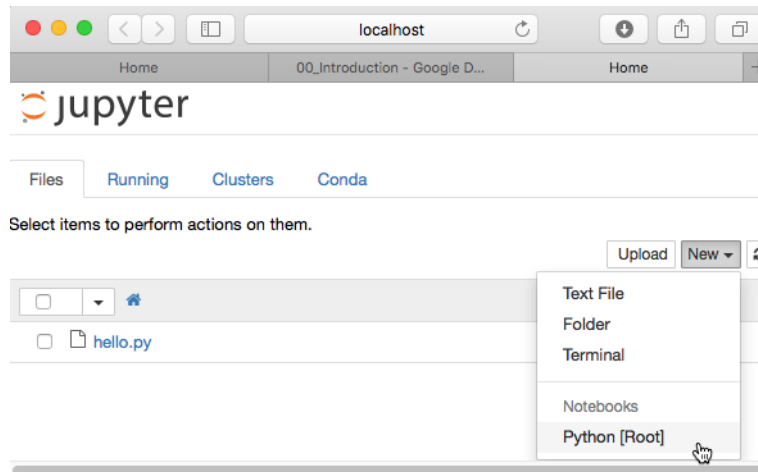 localhost
Home 00_Introduction - Google D... Home
jupyter
Files Running Clusters Conda
Select items to perform actions on them.
Upload New
hello.py
Text File
Folder
Terminal
Notebooks
Python [Root]